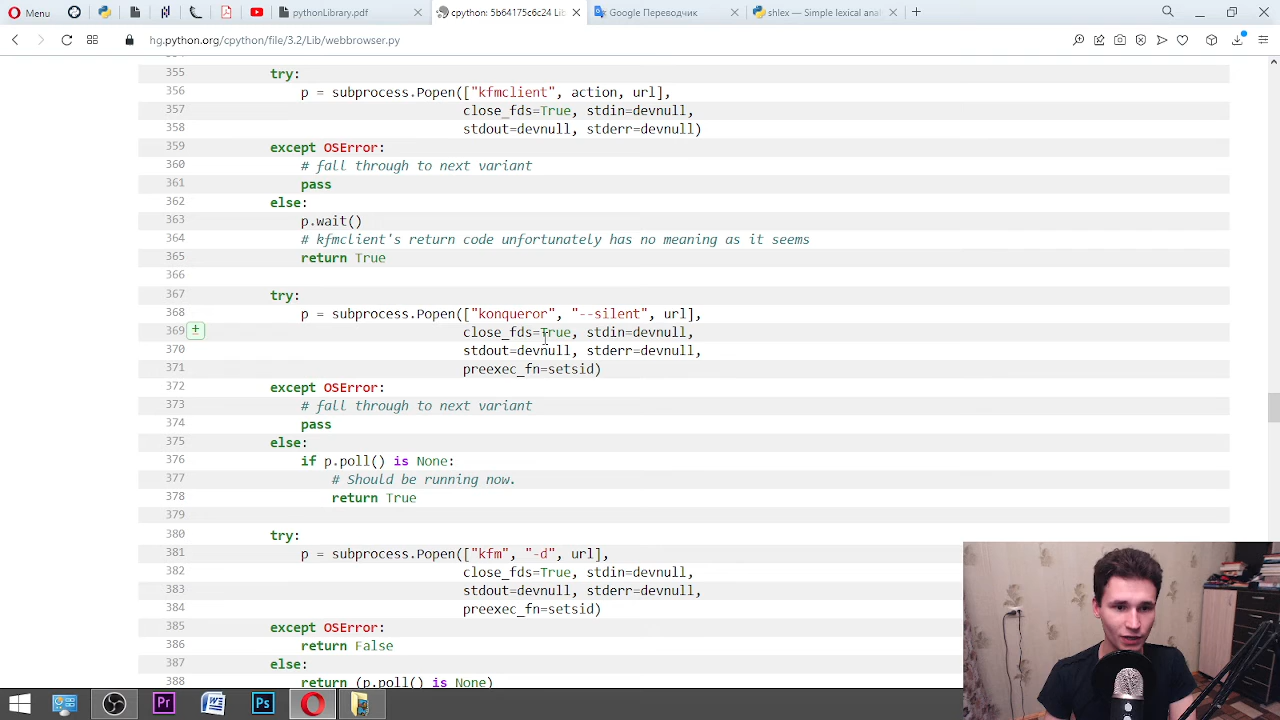 Menu
pythonLibrary.pdf
cpython: 5b64175c6c24 Lib
Google Переводчик
shlex — Simple lexical anal
hg.python.org/cpython/file/3.2/Lib/webbrowser.py
355 try:
356 p = subprocess.Popen(["kfmclient", action, url],
357 close_fds=True, stdin=devnull,
358 stdout=devnull, stderr=devnull)
359 except OSError:
360 # fall through to next variant
361 pass
362 else:
363 p.wait()
364 # kfmclient's return code unfortunately has no meaning as it seems
365 return True
366
367 try:
368 p = subprocess.Popen(["konqueror", "--silent", url],
369 close_fds=True, stdin=devnull,
370 stdout=devnull, stderr=devnull,
371 preexec_fn=setsid)
372 except OSError:
373 # fall through to next variant
374 pass
375 else:
376 if p.poll() is None:
377 # Should be running now.
378 return True
379
380 try:
381 p = subprocess.Popen(["kfm", "-d", url],
382 close_fds=True, stdin=devnull,
383 stdout=devnull, stderr=devnull,
384 preexec_fn=setsid)
385 except OSError:
386 return False
387 else:
388 return (p.poll() is None)
Pr
W
Ps